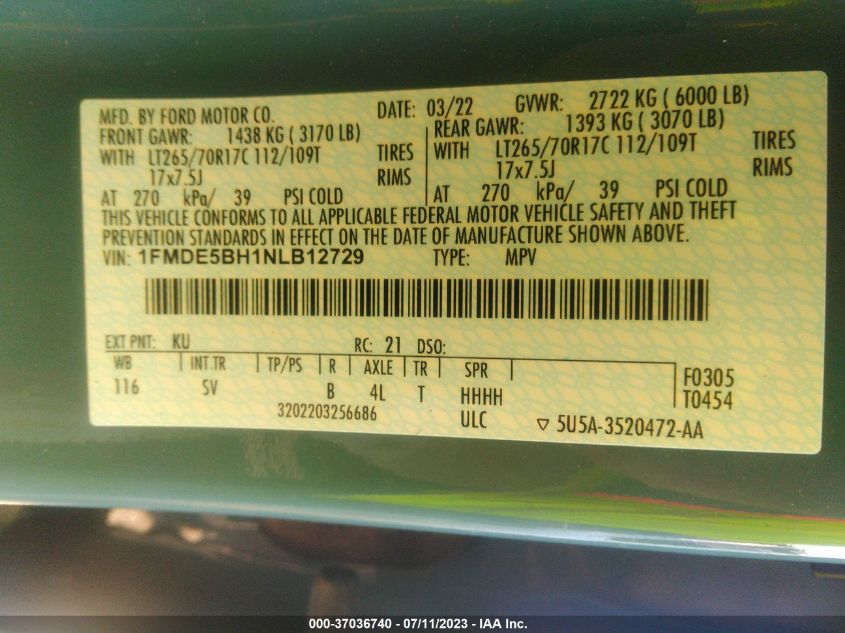 MFD. BY FORD MOTOR CO. DATE: 03/22 GVWR: 2722 KG ( 6000 LB)
FRONT GAWR: 1438 KG ( 3170 LB) REAR GAWR: 1393 KG ( 3070 LB)
WITH LT265/70R17C 112/109T TIRES WITH LT265/70R17C 112/109T TIRES
17x7.5J RIMS 17x7.5J RIMS
AT 270 kPa/ 39 PSI COLD AT 270 kPa/ 39 PSI COLD
THIS VEHICLE CONFORMS TO ALL APPLICABLE FEDERAL MOTOR VEHICLE SAFETY AND THEFT
PREVENTION STANDARDS IN EFFECT ON THE DATE OF MANUFACTURE SHOWN ABOVE.
VIN: 1FMDE5BH1NLB12729 TYPE: MPV
EXT PNT: KU RC: 21 DSO:
WB INT.TR TP/PS R AXLE TR SPR F0305
116 SV B 4L T HHHH T0454
3202203256686 ULC ▽ 5U5A-3520472-AA
000-37036740 - 07/11/2023 - IAA Inc.